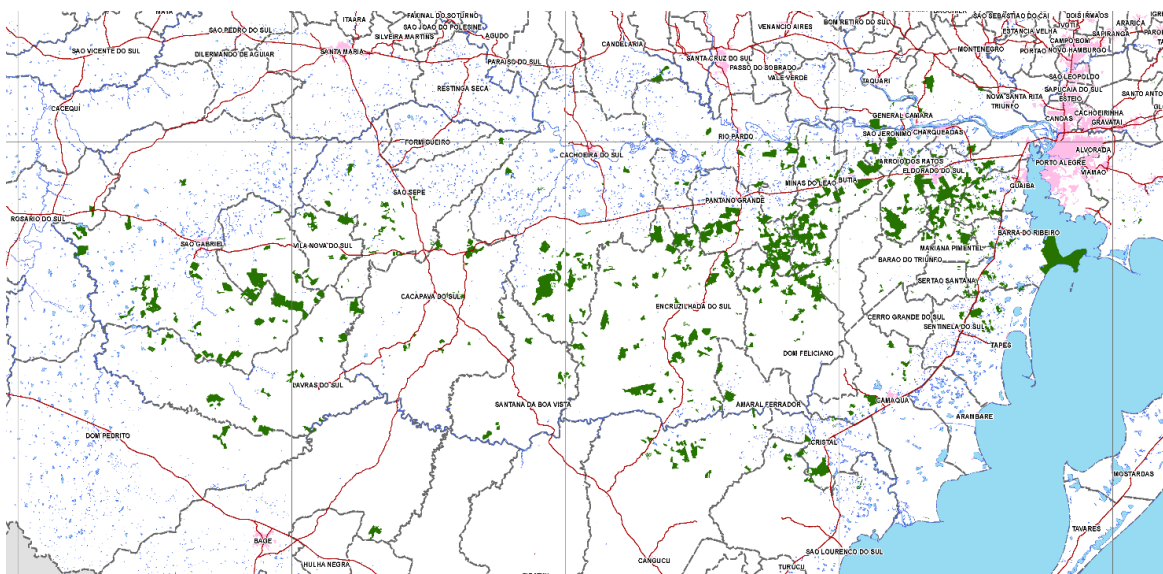 ITAARA
FAXINAL DO SOTURNO
SAO JOAO DO POLESINE
SILVEIRA MARTINS
AGUDO
SAO PEDRO DO SUL
SAO VICENTE DO SUL
DILERMANDO DE AGUIAR
SANTA MARIA
PARAISO DO SUL
CANDELARIA
VENANCIO AIRES
BOM RETIRO DO SUL
SAO SEBASTIAO DO CAI
DOIS IRMAOS
IVOTI
ARARICA
ESTANCIA VELHA
SAPIRANGA
CAMPO BOM
MONTENEGRO
PORTAO
NOVO HAMBURGO
SANTA CRUZ DO SUL
PASSO DO SOBRADO
VALE VERDE
TAQUARI
SAO LEOPOLDO
SAPUCAIA DO SUL
NOVA SANTA RITA
ESTEIO
SANTO ANTO
TRIUNFO
CACEQUI
RESTINGA SECA
GENERAL CAMARA
CACHOEIRINHA
CANOAS
GRAVATAI
RIO PARDO
SAO JERONIMO
CHARQUEADAS
FORMIGUEIRO
CACHOEIRA DO SUL
ALVORADA
ARROIO DOS RATOS
PORTO ALEGRE
ELDORADO DO SUL
VIAMAO
MINAS DO LEAO
BUTIA
GUAIBA
SAO SEPE
PANTANO GRANDE
ROSARIO DO SUL
BARRA DO RIBEIRO
SAO GABRIEL
VILA NOVA DO SUL
MARIANA PIMENTEL
BARAO DO TRIUNFO
SERTAO SANTANA
CACAPAVA DO SUL
ENCRUZILHADA DO SUL
CERRO GRANDE DO SUL
SENTINELA DO SUL
TAPES
DOM FELICIANO
LAVRAS DO SUL
SANTANA DA BOA VISTA
AMARAL FERRADOR
CAMAQUA
ARAMBARE
DOM PEDRITO
CRISTAL
MOSTARDAS
TAVARES
BAGE
SAO LOURENCO DO SUL
HULHA NEGRA
CANGUCU
TURUCU